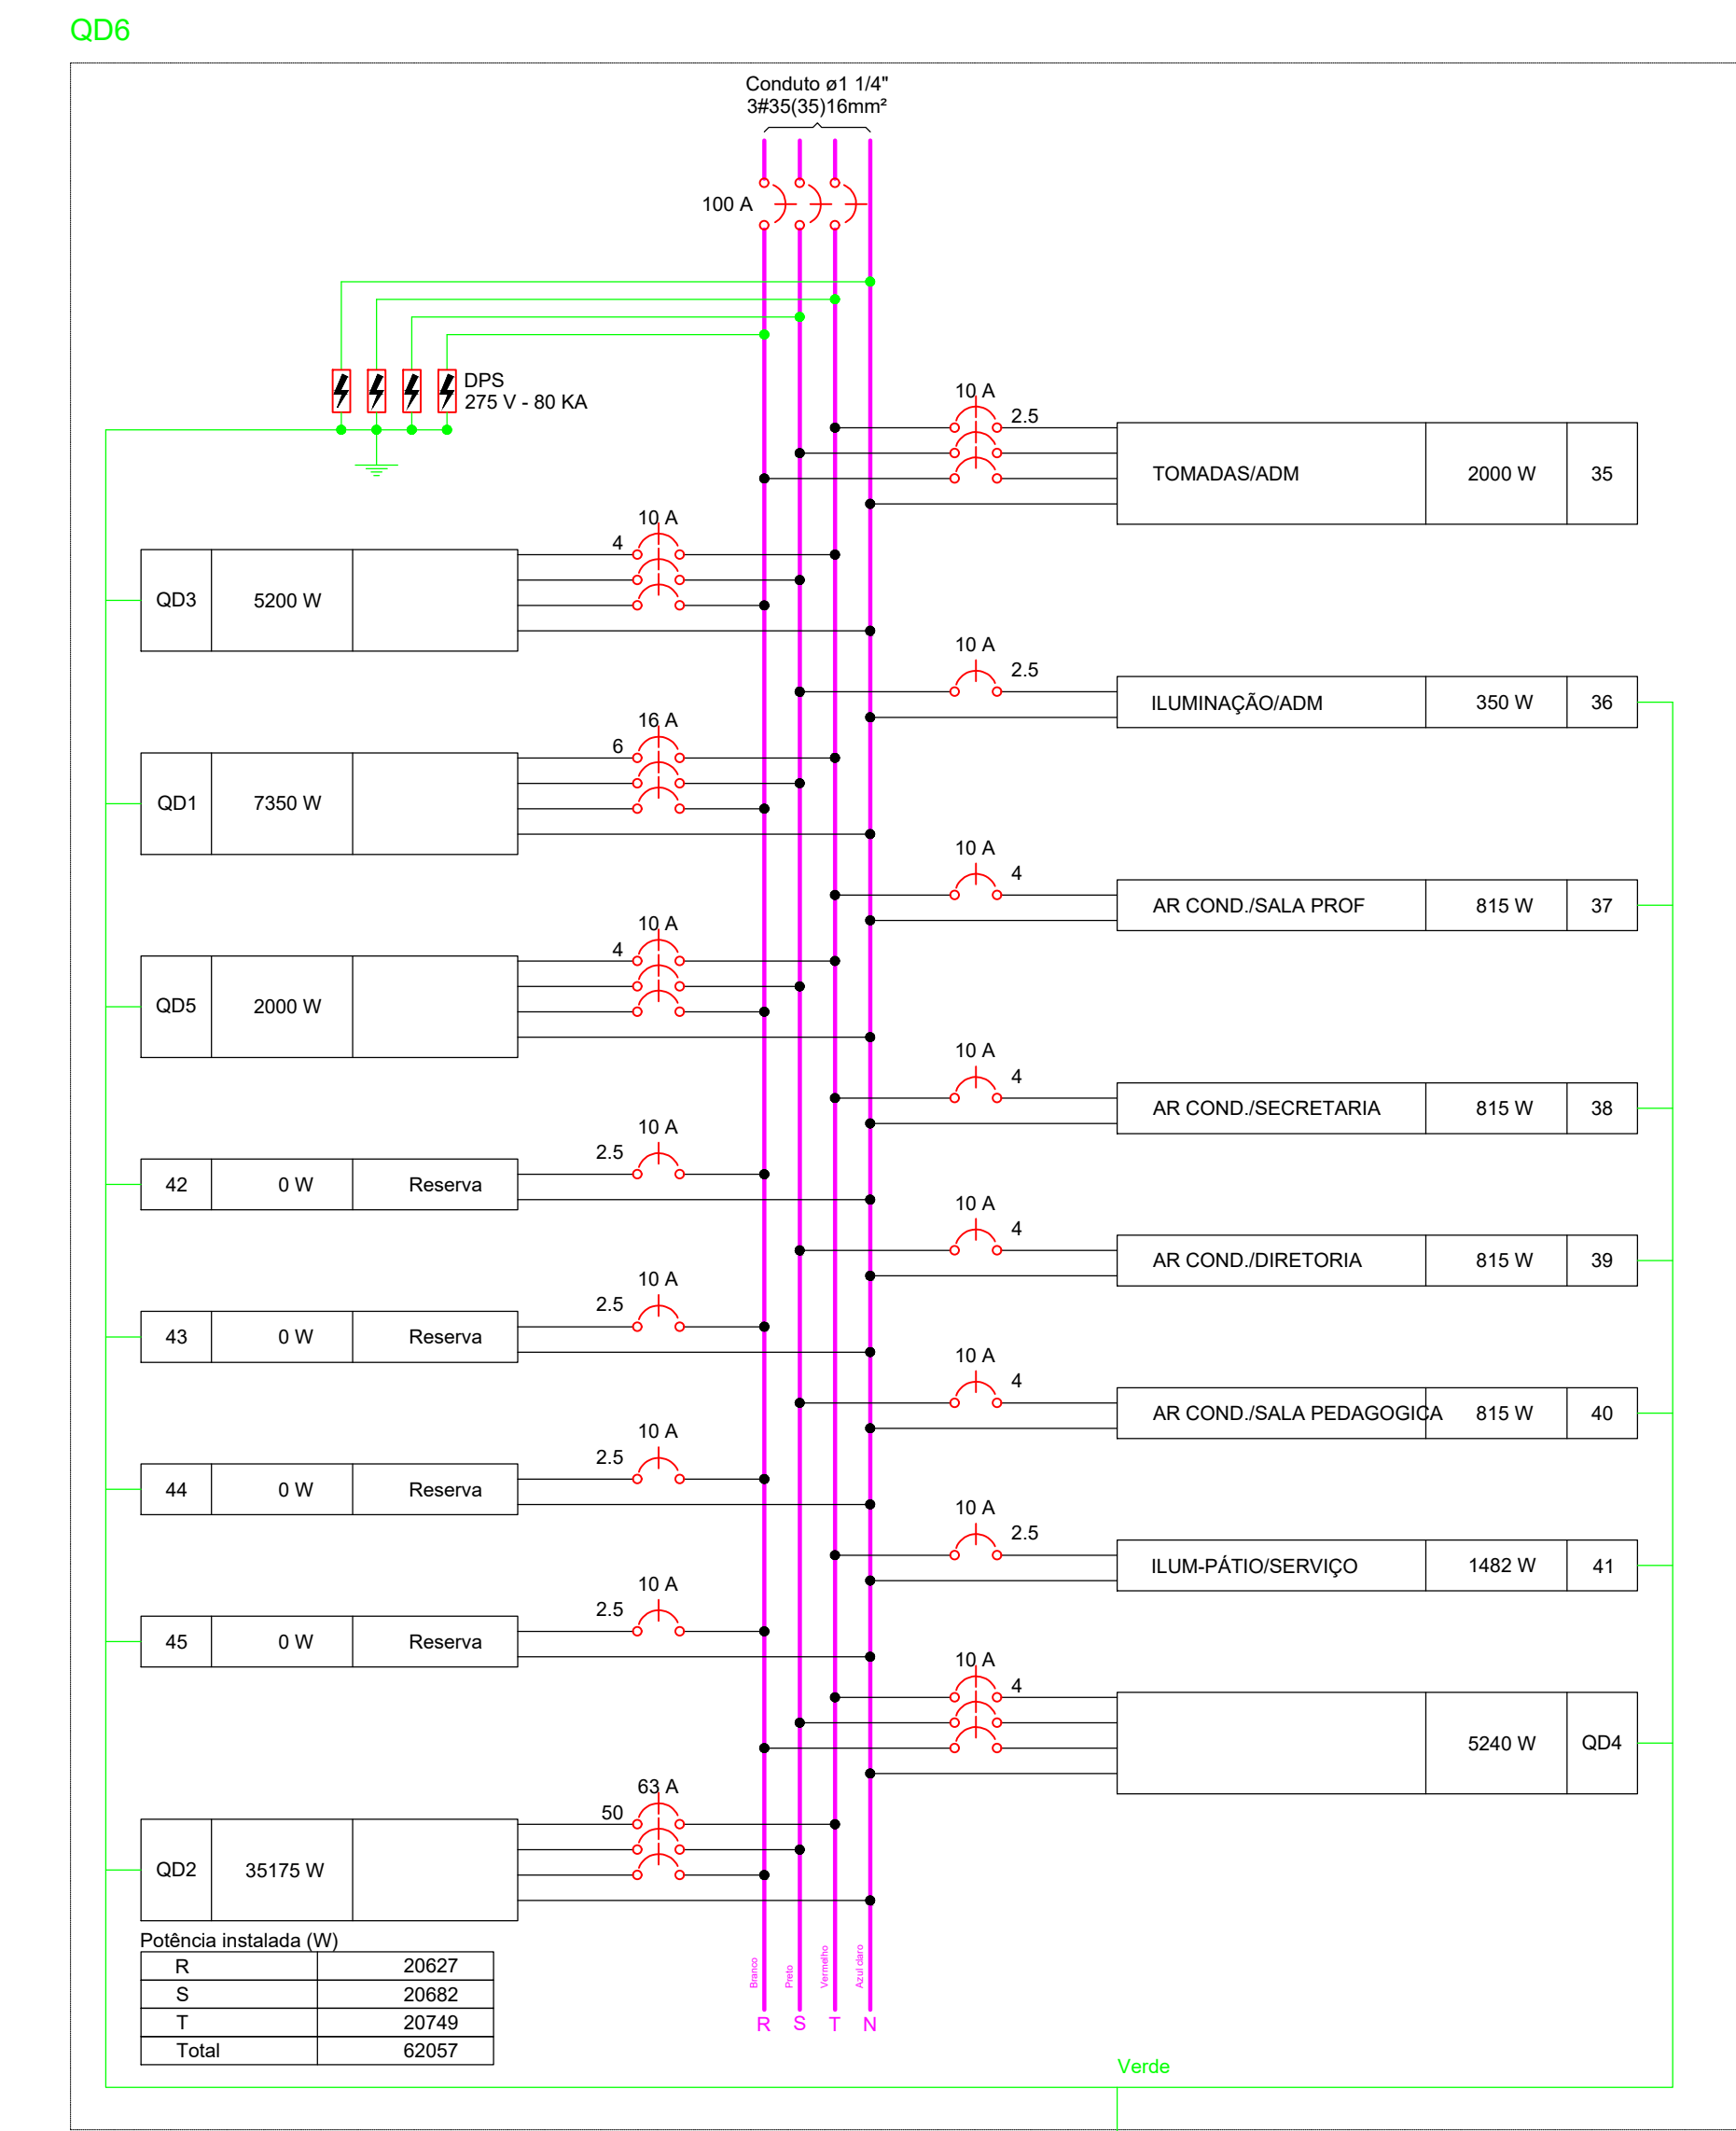 QD6
Conduto ø1 1/4"
3#35(35)16mm²
100 A
DPS
275 V - 80 KA
10 A
2.5
TOMADAS/ADM 2000 W 35
10 A
4
QD3 5200 W
10 A
2.5
ILUMINAÇÃO/ADM 350 W 36
16 A
6
QD1 7350 W
10 A
4
AR COND./SALA PROF 815 W 37
10 A
4
QD5 2000 W
10 A
4
AR COND./SECRETARIA 815 W 38
10 A
2.5
42 0 W Reserva
10 A
4
AR COND./DIRETORIA 815 W 39
10 A
2.5
43 0 W Reserva
10 A
4
AR COND./SALA PEDAGOGICA 815 W 40
10 A
2.5
44 0 W Reserva
10 A
2.5
ILUM-PÁTIO/SERVIÇO 1482 W 41
10 A
2.5
45 0 W Reserva
10 A
4
5240 W QD4
63 A
50
QD2 35175 W
Potência instalada (W)
R 20627
S 20682
T 20749
Total 62057
Branco
Preto
Vermelho
Azul claro
R S T N
Verde